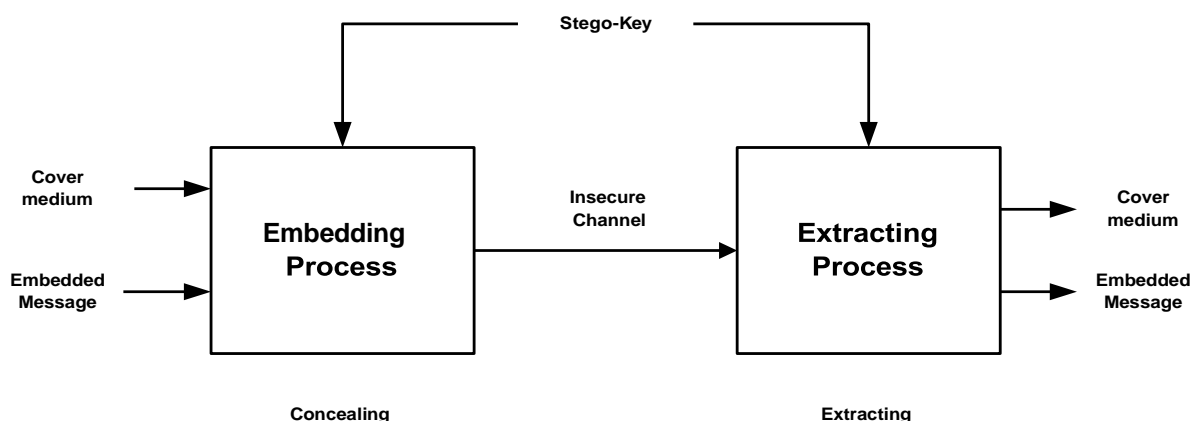 Stego-Key
Cover
medium
Embedded
Message
Embedding
Process
Insecure
Channel
Extracting
Process
Cover
medium
Embedded
Message
Concealing
Extracting